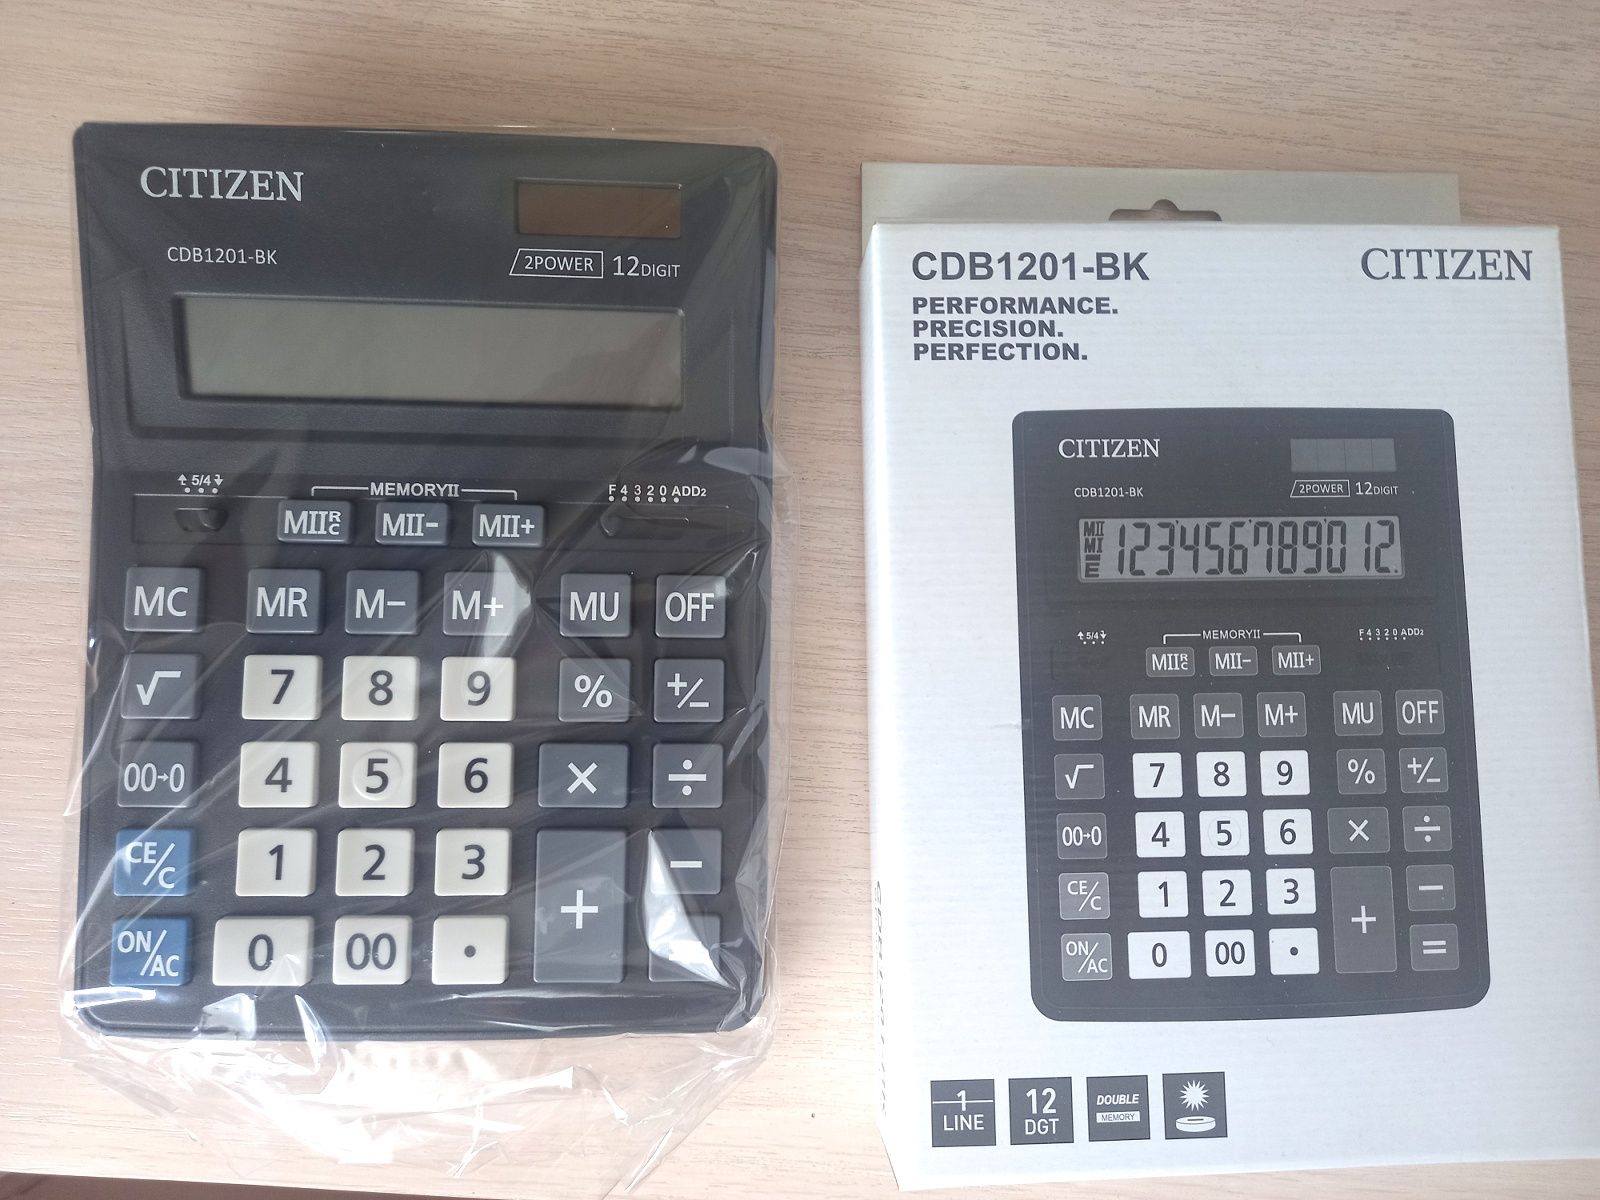 CITIZEN
CDB1201-BK
2POWER 12DIGIT
5/4
MEMORYII
F 4 3 2 0 ADD2
MIIRC MII− MII+
MC MR M− M+ MU OFF
√ 7 8 9 % +/−
00→0 4 5 6 × ÷
CE/C 1 2 3 −
ON/AC 0 00 . +
CDB1201-BK CITIZEN
PERFORMANCE.
PRECISION.
PERFECTION.
CITIZEN
CDB1201-BK
2POWER 12DIGIT
MII
MI
E
123'456'789'012.
5/4
MEMORYII
F 4 3 2 0 ADD2
MIIRC MII− MII+
MC MR M− M+ MU OFF
√ 7 8 9 % +/−
00→0 4 5 6 × ÷
CE/C 1 2 3 −
ON/AC 0 00 . + =
1
LINE
12
DGT
DOUBLE
MEMORY